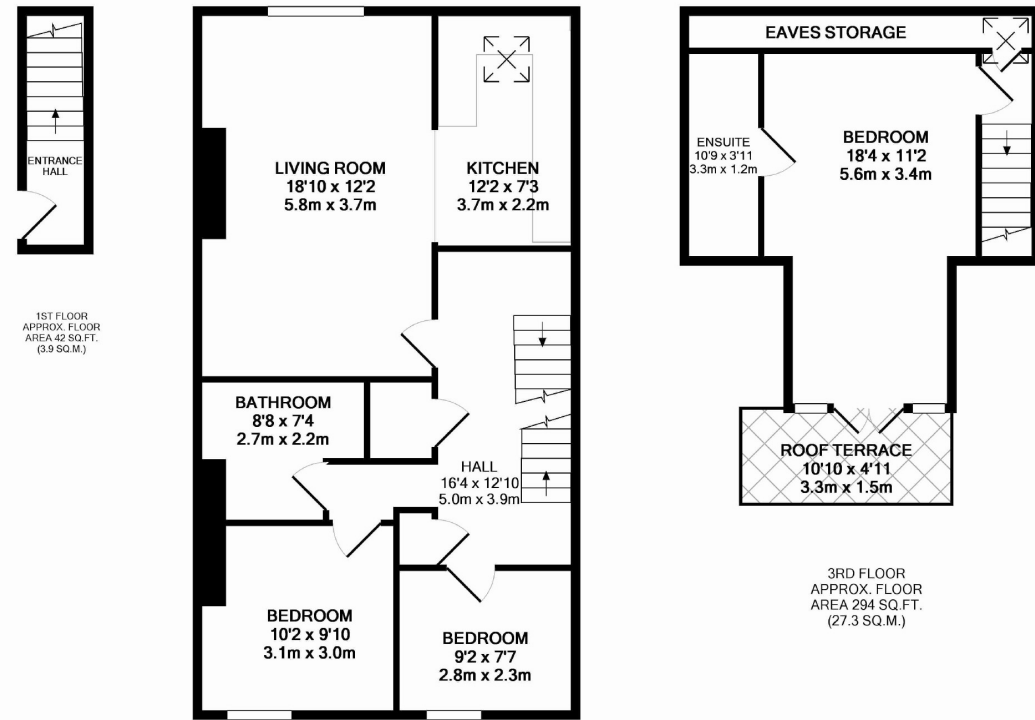 ENTRANCE
HALL
1ST FLOOR
APPROX. FLOOR
AREA 42 SQ.FT.
(3.9 SQ.M.)
LIVING ROOM
18'10 x 12'2
5.8m x 3.7m
KITCHEN
12'2 x 7'3
3.7m x 2.2m
BATHROOM
8'8 x 7'4
2.7m x 2.2m
HALL
16'4 x 12'10
5.0m x 3.9m
BEDROOM
10'2 x 9'10
3.1m x 3.0m
BEDROOM
9'2 x 7'7
2.8m x 2.3m
EAVES STORAGE
ENSUITE
10'9 x 3'11
3.3m x 1.2m
BEDROOM
18'4 x 11'2
5.6m x 3.4m
ROOF TERRACE
10'10 x 4'11
3.3m x 1.5m
3RD FLOOR
APPROX. FLOOR
AREA 294 SQ.FT.
(27.3 SQ.M.)